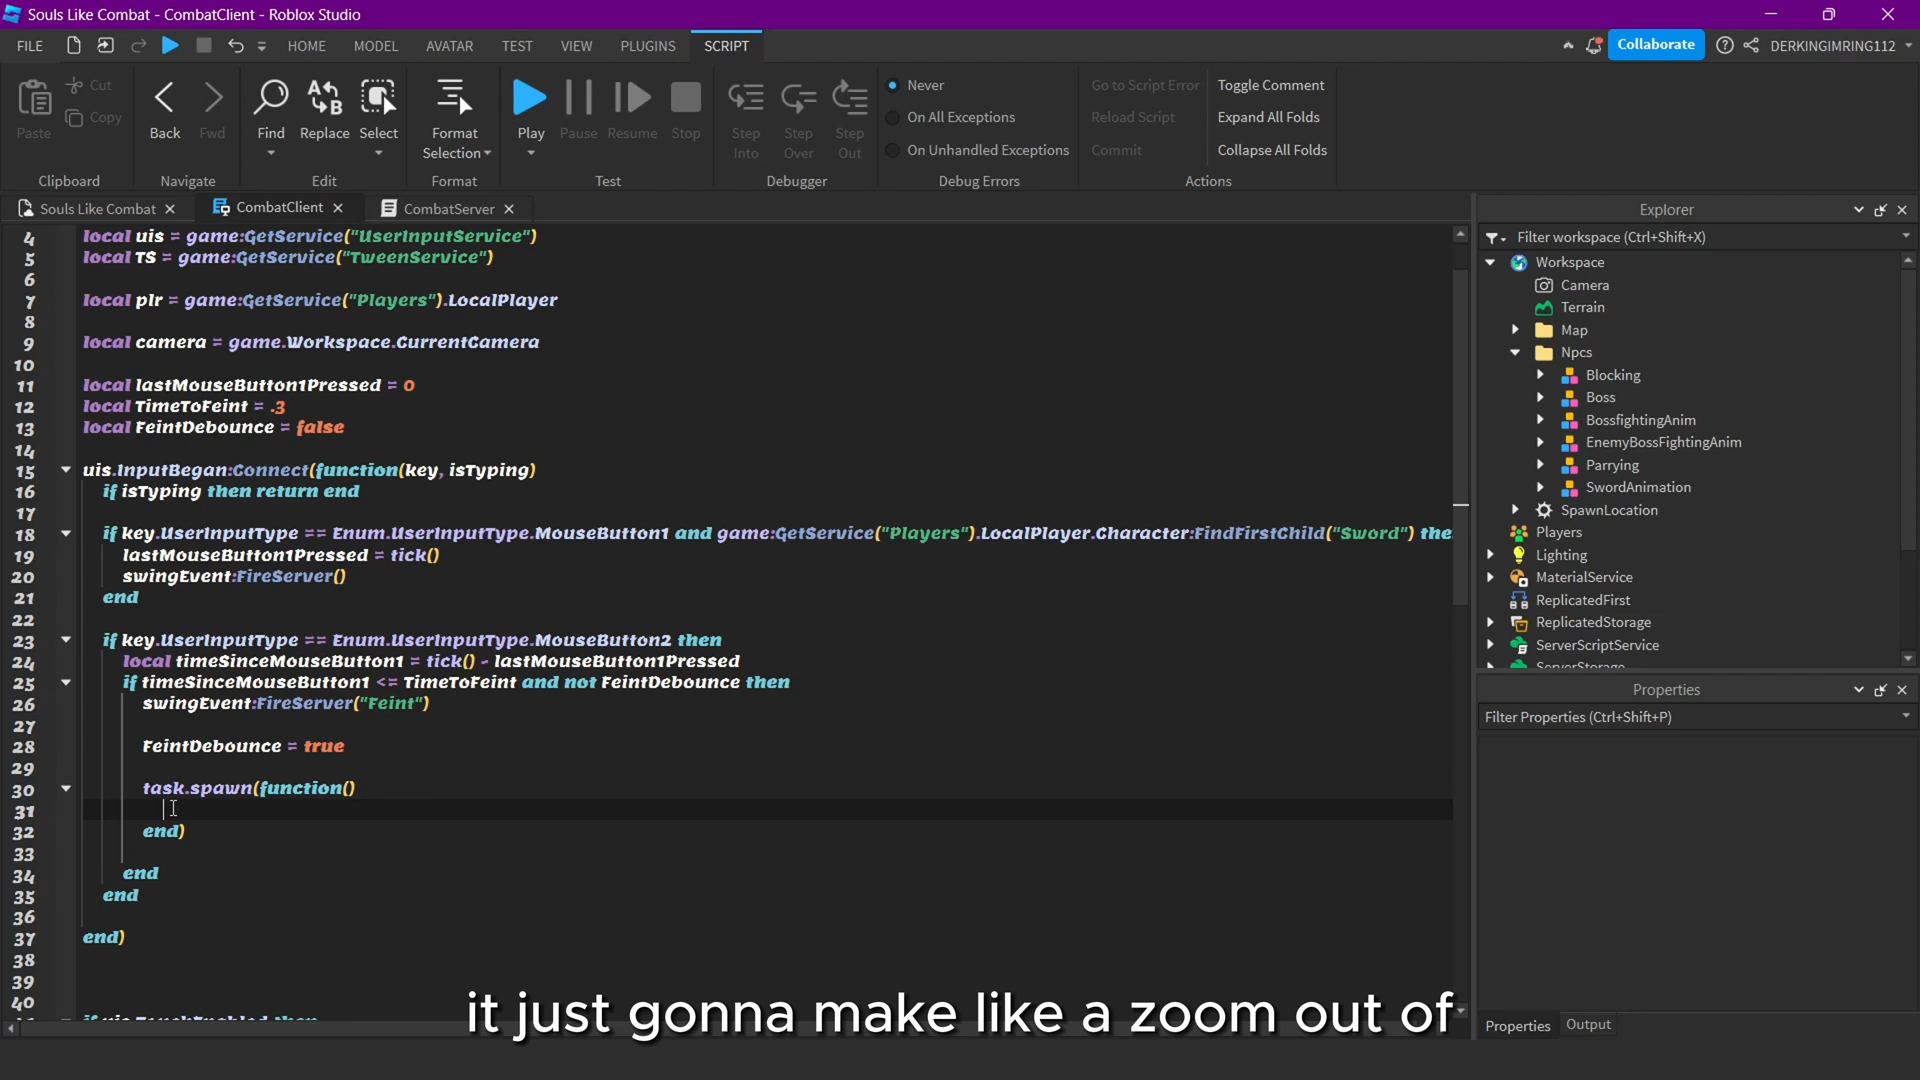 Souls Like Combat - CombatClient - Roblox Studio
FILE HOME MODEL AVATAR TEST VIEW PLUGINS SCRIPT Collaborate DERKINGIMRING112
Paste Cut Copy
Back Fwd
Find Replace Select
Format Selection
Play Pause Resume Stop
Step Into Step Over Step Out
Never
On All Exceptions
On Unhandled Exceptions
Go to Script Error
Reload Script
Commit
Toggle Comment
Expand All Folds
Collapse All Folds
Clipboard Navigate Edit Format Test Debugger Debug Errors Actions
Souls Like Combat CombatClient CombatServer
4 local uis = game:GetService("UserInputService")
5 local TS = game:GetService("TweenService")
6
7 local plr = game:GetService("Players").LocalPlayer
8
9 local camera = game.Workspace.CurrentCamera
10
11 local lastMouseButton1Pressed = 0
12 local TimeToFeint = .3
13 local FeintDebounce = false
14
15 uis.InputBegan:Connect(function(key, isTyping)
16 if isTyping then return end
17
18 if key.UserInputType == Enum.UserInputType.MouseButton1 and game:GetService("Players").LocalPlayer.Character:FindFirstChild("Sword") the
19 lastMouseButton1Pressed = tick()
20 swingEvent:FireServer()
21 end
22
23 if key.UserInputType == Enum.UserInputType.MouseButton2 then
24 local timeSinceMouseButton1 = tick() - lastMouseButton1Pressed
25 if timeSinceMouseButton1 <= TimeToFeint and not FeintDebounce then
26 swingEvent:FireServer("Feint")
27
28 FeintDebounce = true
29
30 task.spawn(function()
31
32 end)
33
34 end
35 end
36
37 end)
38
39
40
Explorer
Filter workspace (Ctrl+Shift+X)
Workspace
Camera
Terrain
Map
Npcs
Blocking
Boss
BossfightingAnim
EnemyBossFightingAnim
Parrying
SwordAnimation
SpawnLocation
Players
Lighting
MaterialService
ReplicatedFirst
ReplicatedStorage
ServerScriptService
ServerStorage
Properties
Filter Properties (Ctrl+Shift+P)
Properties Output
it just gonna make like a zoom out of